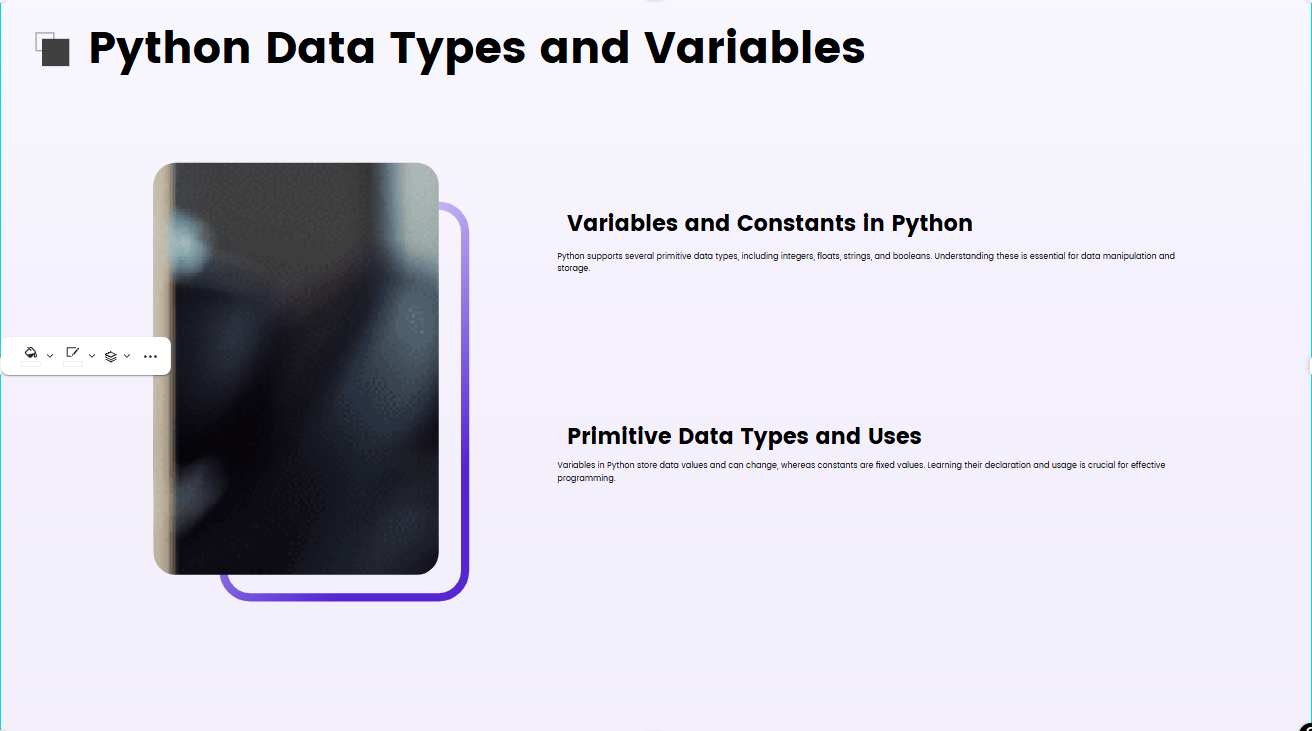 Python Data Types and Variables
Variables and Constants in Python
Python supports several primitive data types, including integers, floats, strings, and booleans. Understanding these is essential for data manipulation and
storage.
Primitive Data Types and Uses
Variables in Python store data values and can change, whereas constants are fixed values. Learning their declaration and usage is crucial for effective
programming.